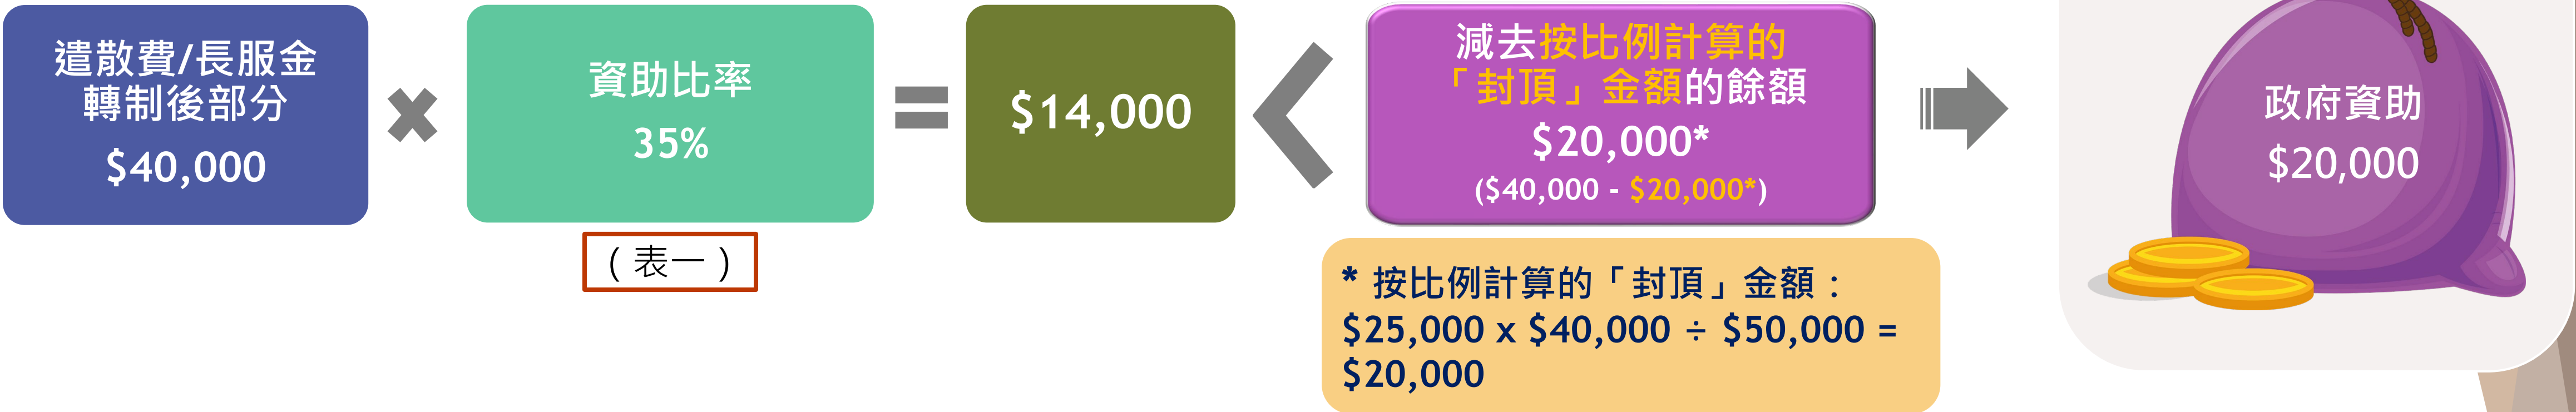 遣散費/長服金
轉制後部分
$40,000
×
資助比率
35%
(表一)
=
$14,000
<
減去按比例計算的
「封頂」金額的餘額
$20,000*
($40,000 - $20,000*)
* 按比例計算的「封頂」金額：
$25,000 x $40,000 ÷ $50,000 =
$20,000
政府資助
$20,000